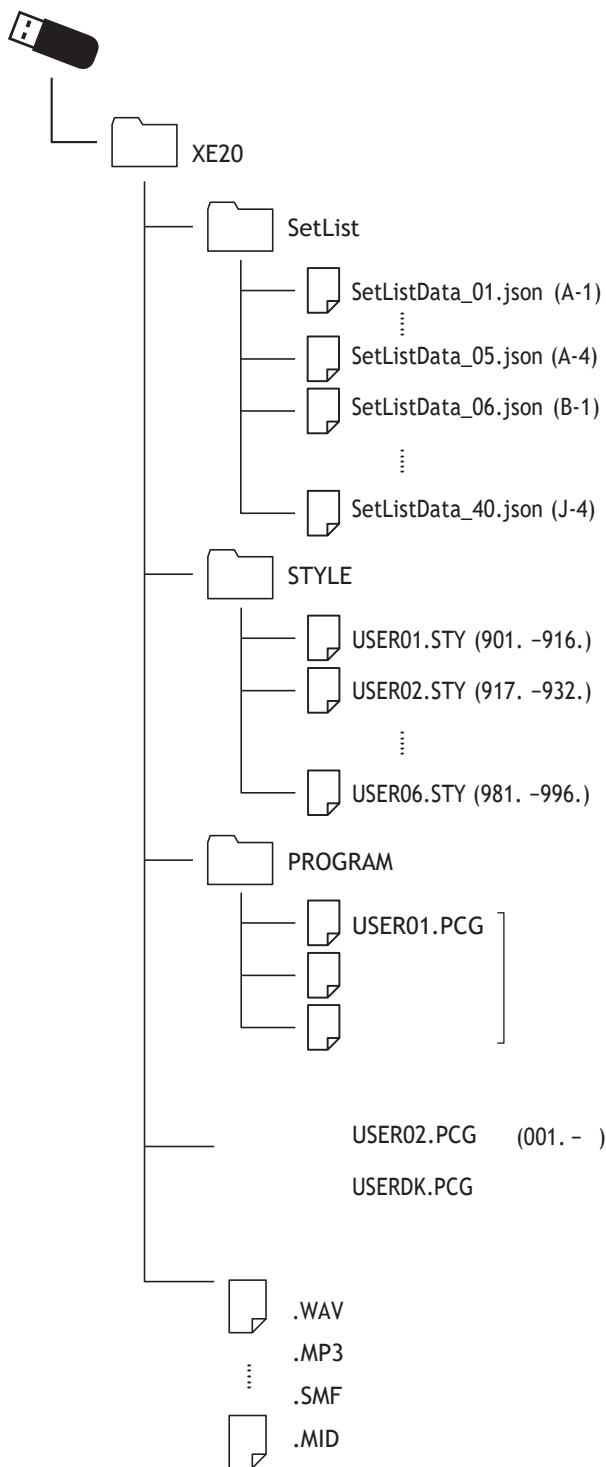 XE20
SetList
SetListData_01.json (A-1)
SetListData_05.json (A-4)
SetListData_06.json (B-1)
SetListData_40.json (J-4)
STYLE
USER01.STY (901. –916.)
USER02.STY (917. –932.)
USER06.STY (981. –996.)
PROGRAM
USER01.PCG
USER02.PCG (001. – )
USERDK.PCG
.WAV
.MP3
.SMF
.MID